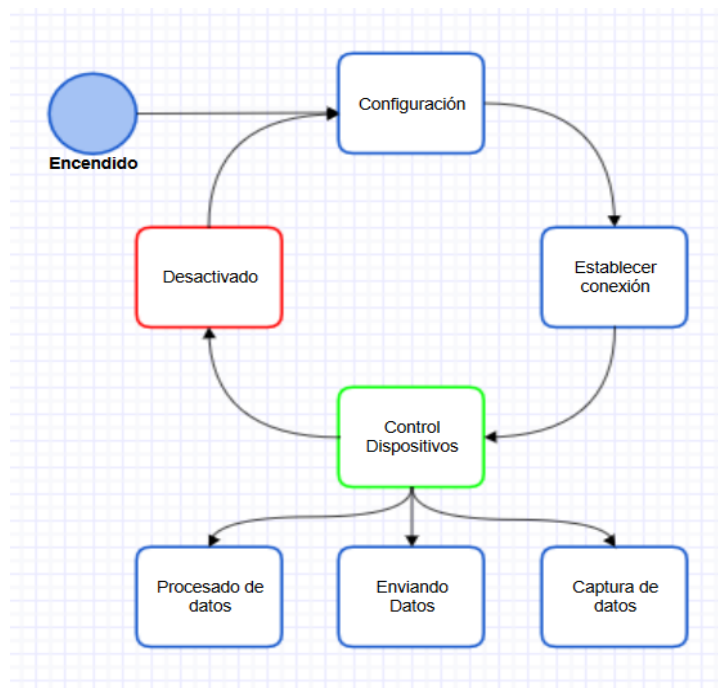 Configuración
Encendido
Desactivado
Establecer
conexión
Control
Dispositivos
Procesado de
datos
Enviando
Datos
Captura de
datos